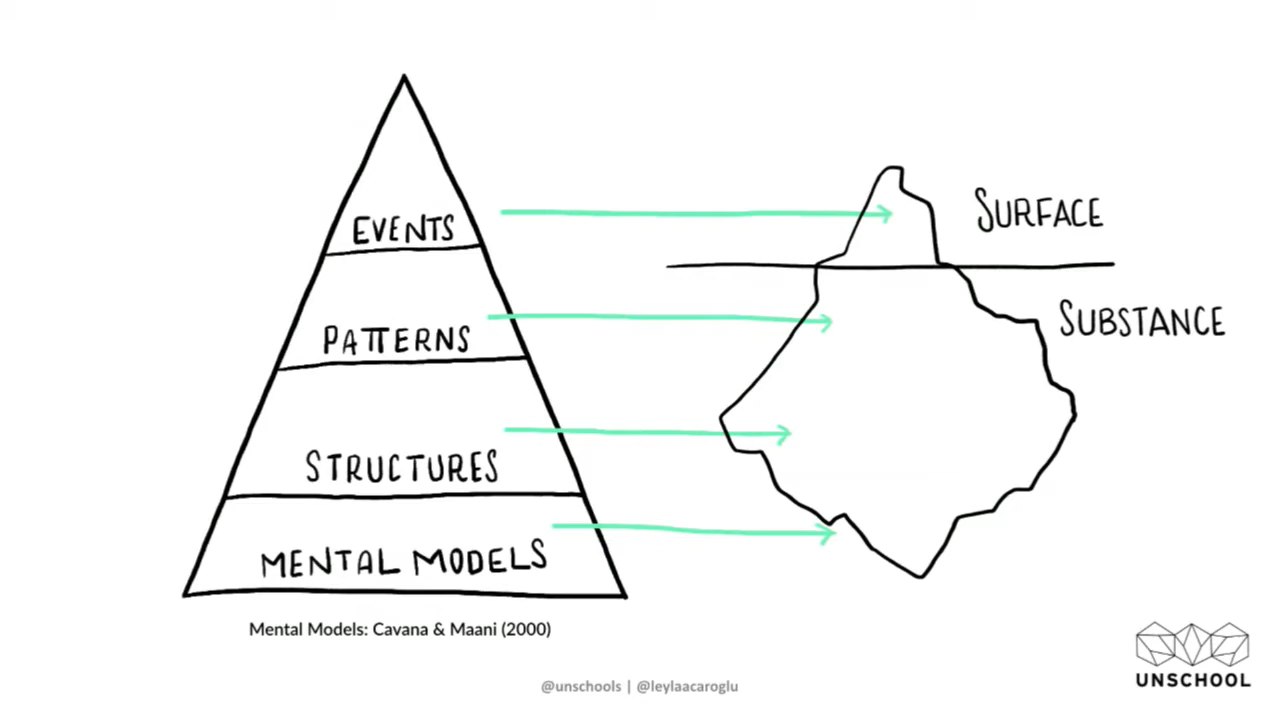 EVENTS
PATTERNS
STRUCTURES
MENTAL MODELS
SURFACE
SUBSTANCE
Mental Models: Cavana & Maani (2000)
@unschools | @leylaacaroglu
UNSCHOOL